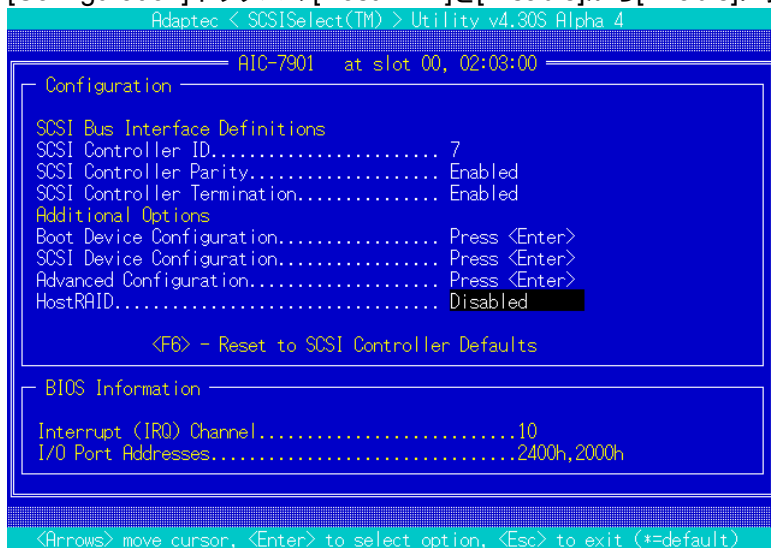 Adaptec < SCSISelect(TM) > Utility v4.30S Alpha 4
AIC-7901 at slot 00, 02:03:00
Configuration
SCSI Bus Interface Definitions
SCSI Controller ID........................ 7
SCSI Controller Parity.................... Enabled
SCSI Controller Termination............... Enabled
Additional Options
Boot Device Configuration................. Press <Enter>
SCSI Device Configuration................. Press <Enter>
Advanced Configuration.................... Press <Enter>
HostRAID.................................. Disabled
<F6> - Reset to SCSI Controller Defaults
BIOS Information
Interrupt (IRQ) Channel...........................10
I/O Port Addresses................................2400h,2000h
<Arrows> move cursor, <Enter> to select option, <Esc> to exit (*=default)